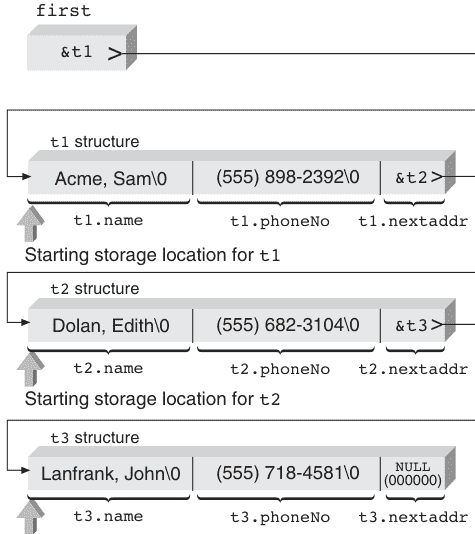 first
&t1 >
t1 structure
Acme, Sam\0 (555) 898-2392\0 &t2>
t1.name t1.phoneNo t1.nextaddr
Starting storage location for t1
t2 structure
Dolan, Edith\0 (555) 682-3104\0 &t3>
t2.name t2.phoneNo t2.nextaddr
Starting storage location for t2
t3 structure
Lanfrank, John\0 (555) 718-4581\0 NULL
(000000)
t3.name t3.phoneNo t3.nextaddr